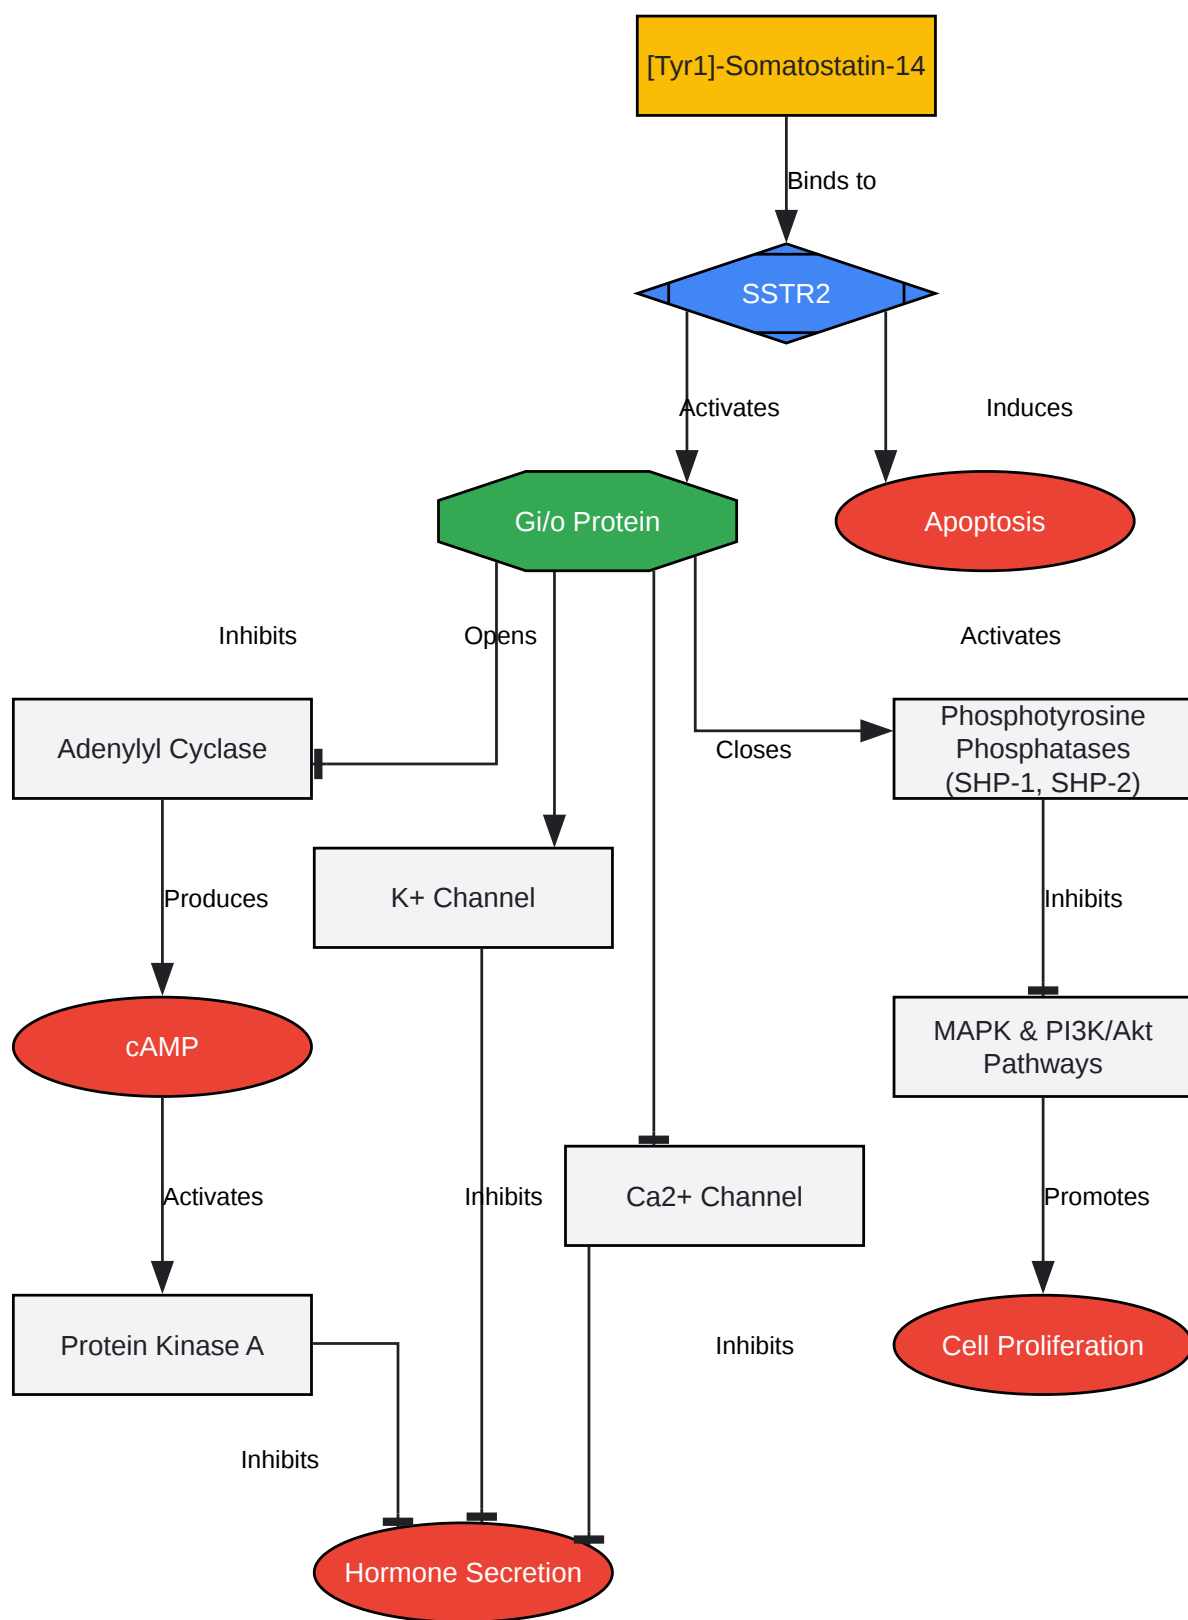 [Tyr1]-Somatostatin-14
Binds to
SSTR2
Activates
Induces
Gi/o Protein
Apoptosis
Inhibits
Opens
Activates
Adenylyl Cyclase
Closes
Phosphotyrosine
Phosphatases
(SHP-1, SHP-2)
Produces
K+ Channel
Inhibits
cAMP
MAPK & PI3K/Akt
Pathways
Activates
Inhibits
Ca2+ Channel
Promotes
Protein Kinase A
Inhibits
Cell Proliferation
Inhibits
Hormone Secretion